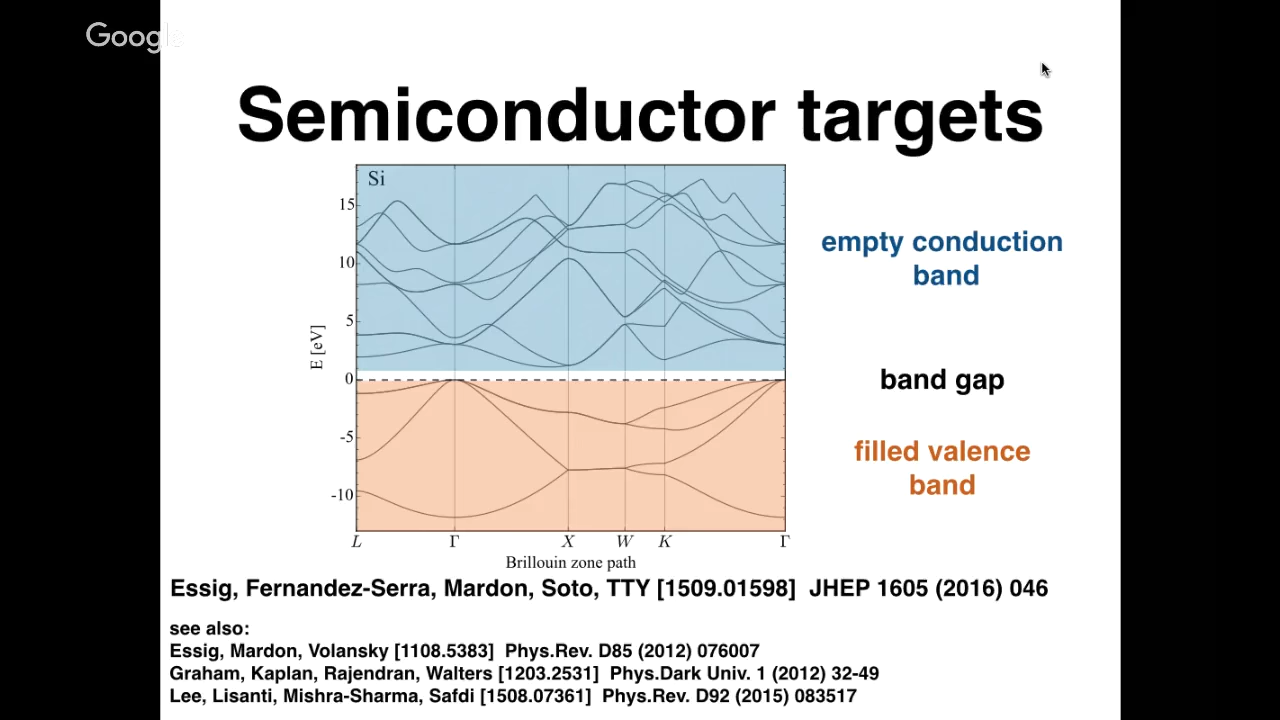 Google
Semiconductor targets
Si
15
10
5
0
-5
-10
E [eV]
L Γ X W K Γ
Brillouin zone path
empty conduction
band
band gap
filled valence
band
Essig, Fernandez-Serra, Mardon, Soto, TTY [1509.01598] JHEP 1605 (2016) 046
see also:
Essig, Mardon, Volansky [1108.5383] Phys.Rev. D85 (2012) 076007
Graham, Kaplan, Rajendran, Walters [1203.2531] Phys.Dark Univ. 1 (2012) 32-49
Lee, Lisanti, Mishra-Sharma, Safdi [1508.07361] Phys.Rev. D92 (2015) 083517